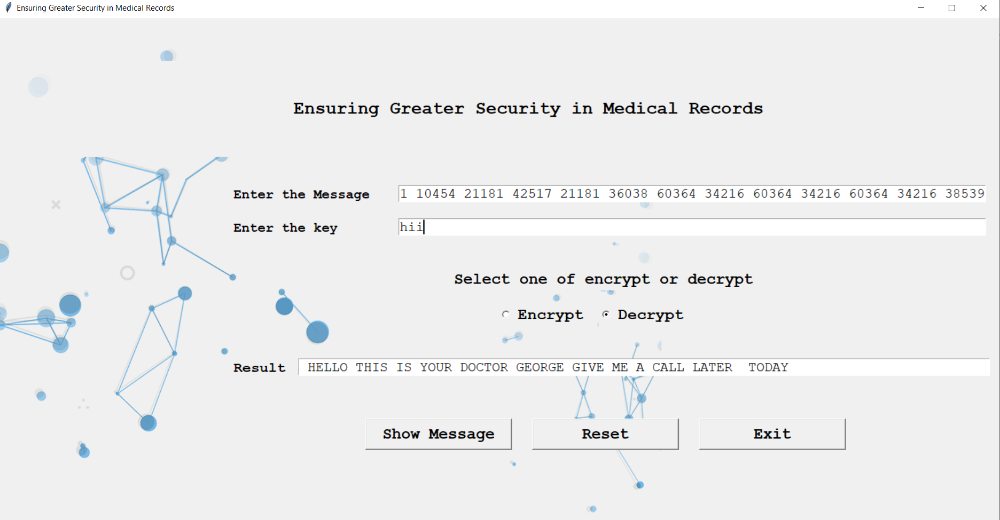 Ensuring Greater Security in Medical Records
Ensuring Greater Security in Medical Records
Enter the Message 1 10454 21181 42517 21181 36038 60364 34216 60364 34216 60364 34216 38539
Enter the key hii
Select one of encrypt or decrypt
Encrypt Decrypt
Result HELLO THIS IS YOUR DOCTOR GEORGE GIVE ME A CALL LATER TODAY
Show Message Reset Exit